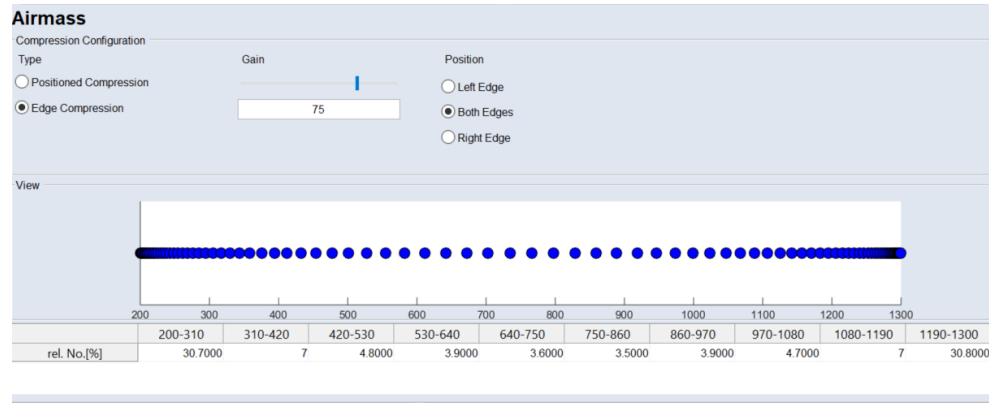 Airmass
Compression Configuration
Type Gain Position
Positioned Compression Left Edge
Edge Compression 75 Both Edges
Right Edge
View
200 300 400 500 600 700 800 900 1000 1100 1200 1300
200-310 310-420 420-530 530-640 640-750 750-860 860-970 970-1080 1080-1190 1190-1300
rel. No.[%] 30.7000 7 4.8000 3.9000 3.6000 3.5000 3.9000 4.7000 7 30.8000